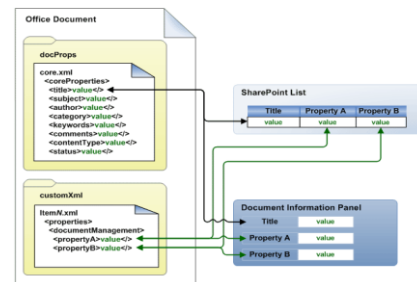 Office Document
docProps
core.xml
<coreProperties>
<title>value</>
<subject>value</>
<author>value</>
<category>value</>
<keywords>value</>
<comments>value</>
<contentType>value</>
<status>value</>
customXml
ItemN.xml
<properties>
<documentManagement>
<propertyA>value</>
<propertyB>value</>
SharePoint List
Title Property A Property B
value value value
Document Information Panel
Title value
Property A value
Property B value